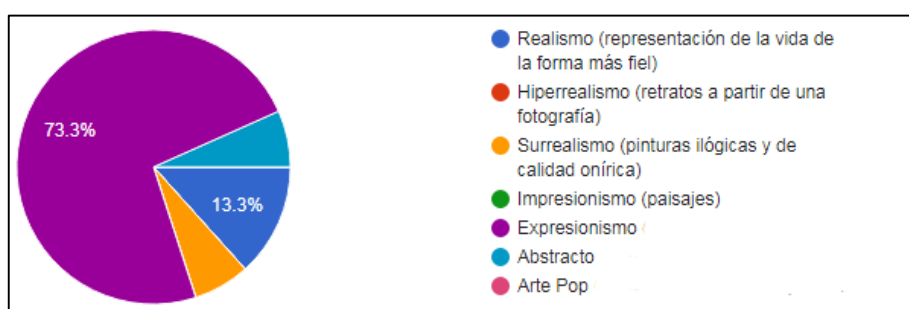 73.3%
13.3%
Realismo (representación de la vida de
la forma más fiel)
Hiperrealismo (retratos a partir de una
fotografía)
Surrealismo (pinturas ilógicas y de
calidad onírica)
Impresionismo (paisajes)
Expresionismo
Abstracto
Arte Pop